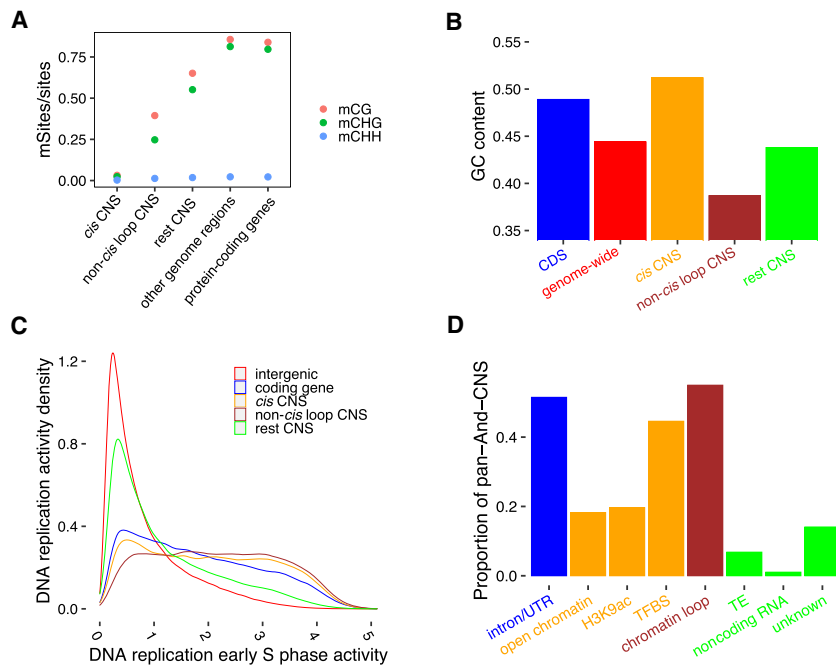 A
mSites/sites
0.75
0.50
0.25
0.00
cis CNS
non-cis loop CNS
rest CNS
other genome regions
protein-coding genes
mCG
mCHG
mCHH
B
GC content
0.55
0.50
0.45
0.40
0.35
CDS
genome-wide
cis CNS
non-cis loop CNS
rest CNS
C
DNA replication activity density
1.2
0.8
0.4
0.0
0
1
2
3
4
5
DNA replication early S phase activity
intergenic
coding gene
cis CNS
non-cis loop CNS
rest CNS
D
Proportion of pan−And−CNS
0.4
0.2
0.0
intron/UTR
open chromatin
H3K9ac
TFBS
chromatin loop
TE
noncoding RNA
unknown